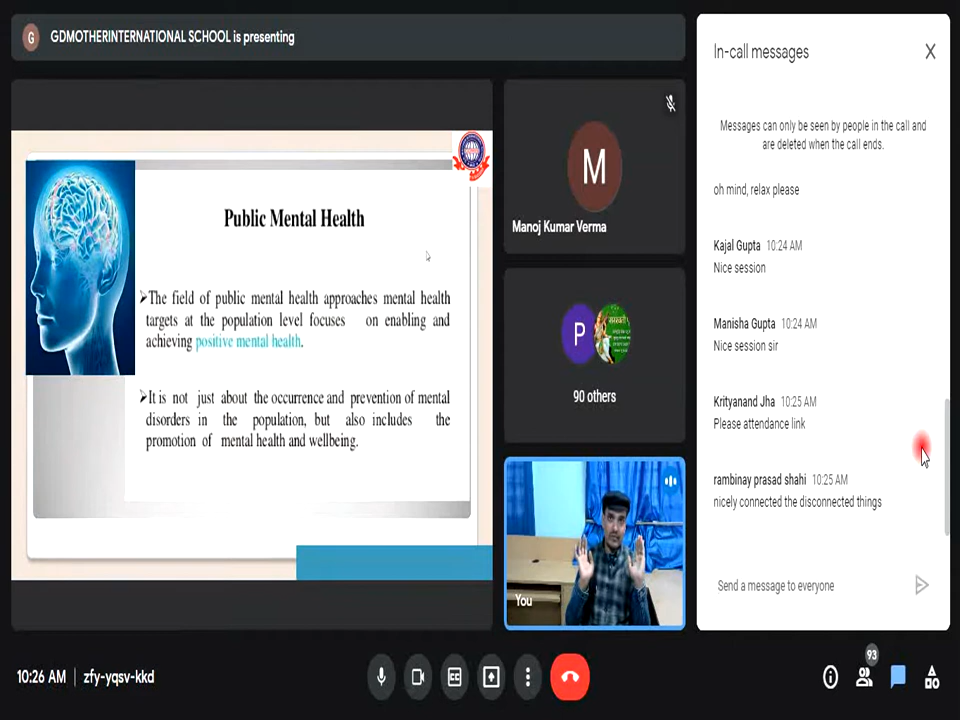 G
GDMOTHERINTERNATIONAL SCHOOL is presenting
Public Mental Health
➢The field of public mental health approaches mental health
targets at the population level focuses on enabling and
achieving positive mental health.
➢It is not just about the occurrence and prevention of mental
disorders in the population, but also includes the
promotion of mental health and wellbeing.
M
Manoj Kumar Verma
P
90 others
You
In-call messages
Messages can only be seen by people in the call and
are deleted when the call ends.
oh mind, relax please
Kajal Gupta 10:24 AM
Nice session
Manisha Gupta 10:24 AM
Nice session sir
Krityanand Jha 10:25 AM
Please attendance link
rambinay prasad shahi 10:25 AM
nicely connected the disconnected things
Send a message to everyone
10:26 AM | zfy-yqsv-kkd
93